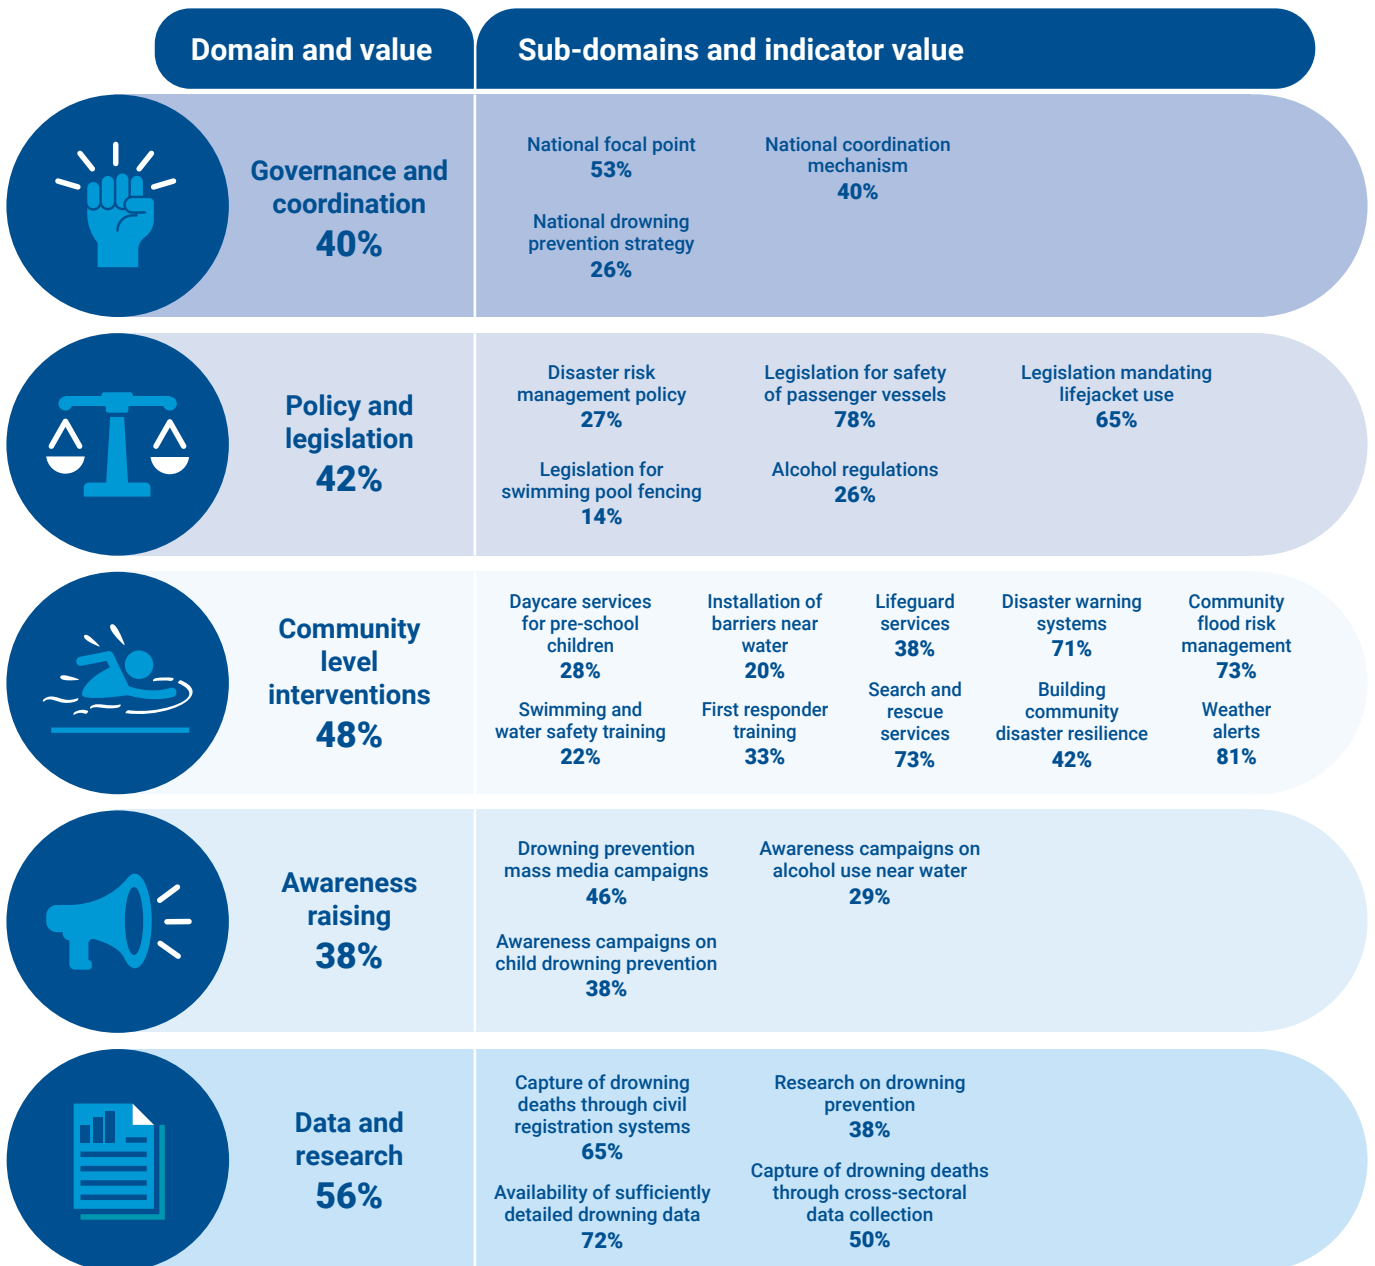 Domain and value
Sub-domains and indicator value
Governance and
coordination
40%
National focal point
53%
National coordination
mechanism
40%
National drowning
prevention strategy
26%
Policy and
legislation
42%
Disaster risk
management policy
27%
Legislation for safety
of passenger vessels
78%
Legislation mandating
lifejacket use
65%
Legislation for
swimming pool fencing
14%
Alcohol regulations
26%
Community
level
interventions
48%
Daycare services
for pre-school
children
28%
Installation of
barriers near
water
20%
Lifeguard
services
38%
Disaster warning
systems
71%
Community
flood risk
management
73%
Swimming and
water safety training
22%
First responder
training
33%
Search and
rescue
services
73%
Building
community
disaster resilience
42%
Weather
alerts
81%
Awareness
raising
38%
Drowning prevention
mass media campaigns
46%
Awareness campaigns on
alcohol use near water
29%
Awareness campaigns on
child drowning prevention
38%
Data and
research
56%
Capture of drowning
deaths through civil
registration systems
65%
Research on drowning
prevention
38%
Availability of sufficiently
detailed drowning data
72%
Capture of drowning deaths
through cross-sectoral
data collection
50%